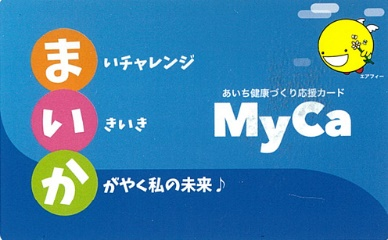 まいチャレンジ
いきいき
かがやく私の未来♪
あいち健康づくり応援カード
MyCa
エアフィー